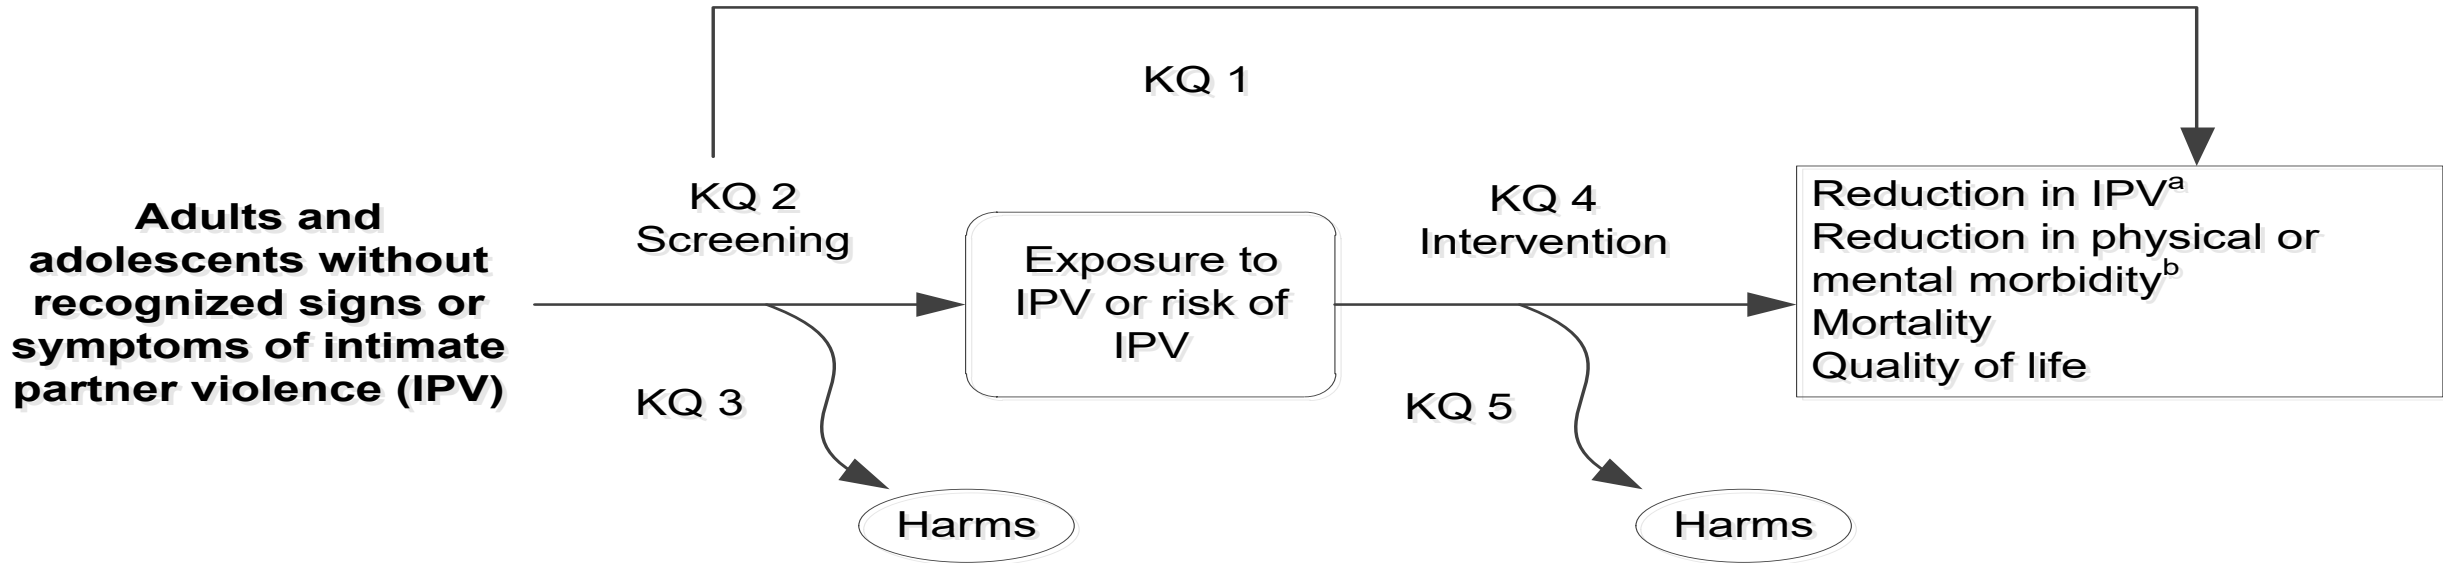 KQ 1
Adults and
adolescents without
recognized signs or
symptoms of intimate
partner violence (IPV)
KQ 2
Screening
KQ 3
Exposure to
IPV or risk of
IPV
Harms
KQ 4
Intervention
KQ 5
Harms
Reduction in IPVᵃ
Reduction in physical or
mental morbidityᵇ
Mortality
Quality of life